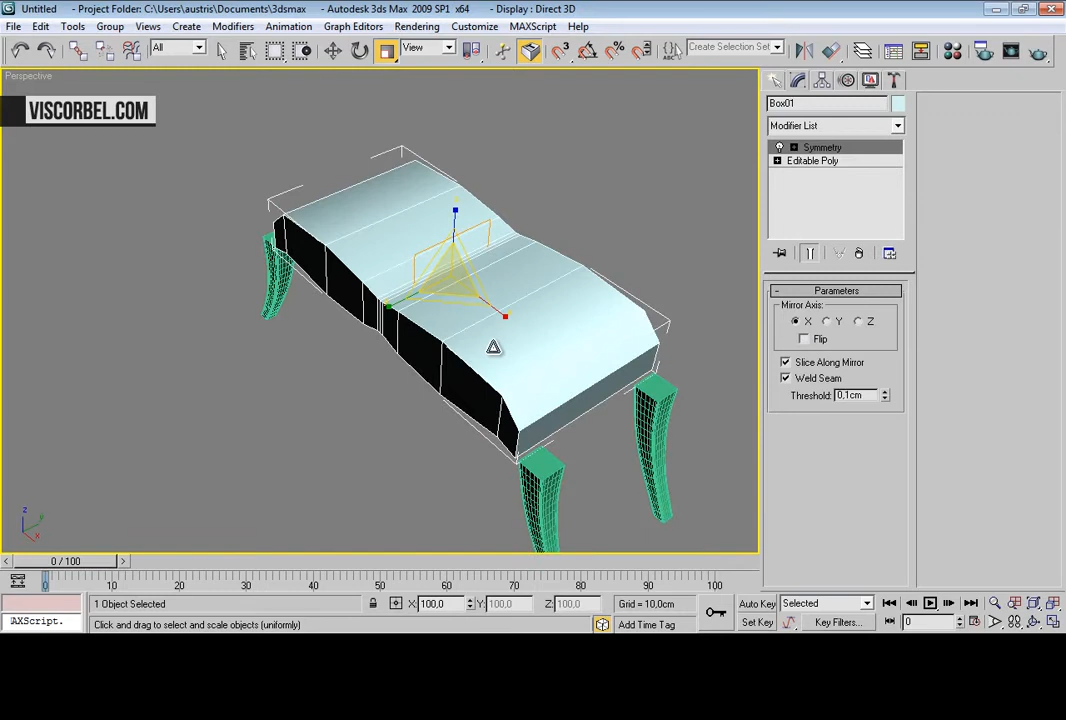 Untitled - Project Folder: C:\Users\austris\Documents\3dsmax - Autodesk 3ds Max 2009 SP1 x64 - Display : Direct 3D
File Edit Tools Group Views Create Modifiers Animation Graph Editors Rendering Customize MAXScript Help
All View Create Selection Set
Perspective
VISCORBEL.COM
Box01
Modifier List
Symmetry
Editable Poly
Parameters
Mirror Axis:
X Y Z
Flip
Slice Along Mirror
Weld Seam
Threshold: 0,1cm
z
y
x
0 / 100
0 10 20 30 40 50 60 70 80 90 100
1 Object Selected X: 100,0 Y: 100,0 Z: 100,0 Grid = 10,0cm Auto Key Selected
AXScript. Click and drag to select and scale objects (uniformly) Add Time Tag Set Key Key Filters... 0